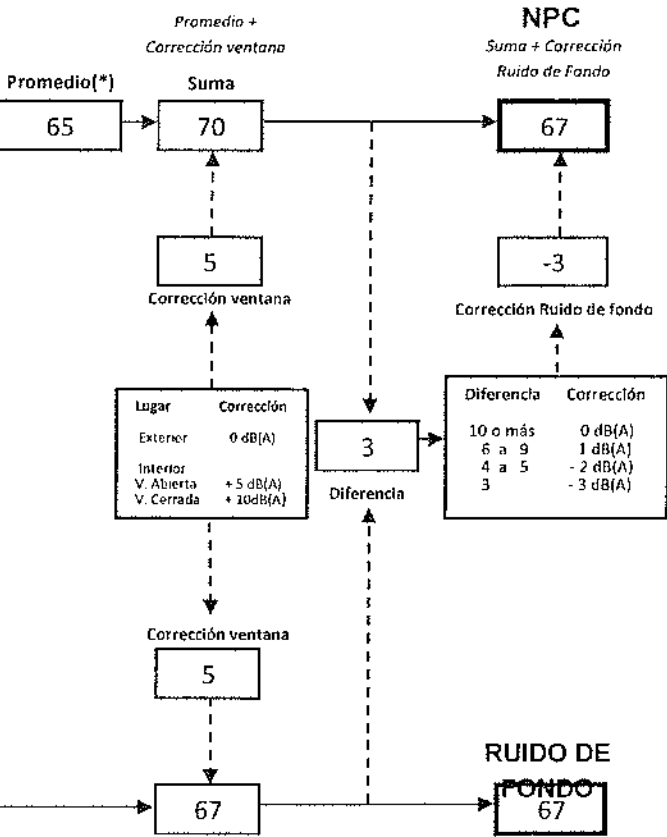 Promedio +
Corrección ventana
NPC
Suma + Corrección
Ruido de Fondo
Promedio(*)
Suma
65
70
67
5
-3
Corrección ventana
Corrección Ruido de fondo
Lugar Corrección
Exterior 0 dB(A)
Interior
V. Abierta + 5 dB(A)
V. Cerrada + 10dB(A)
3
Diferencia
Diferencia Corrección
10 o más 0 dB(A)
6 a 9 1 dB(A)
4 a 5 - 2 dB(A)
3 - 3 dB(A)
Corrección ventana
5
RUIDO DE
FONDO
67
67